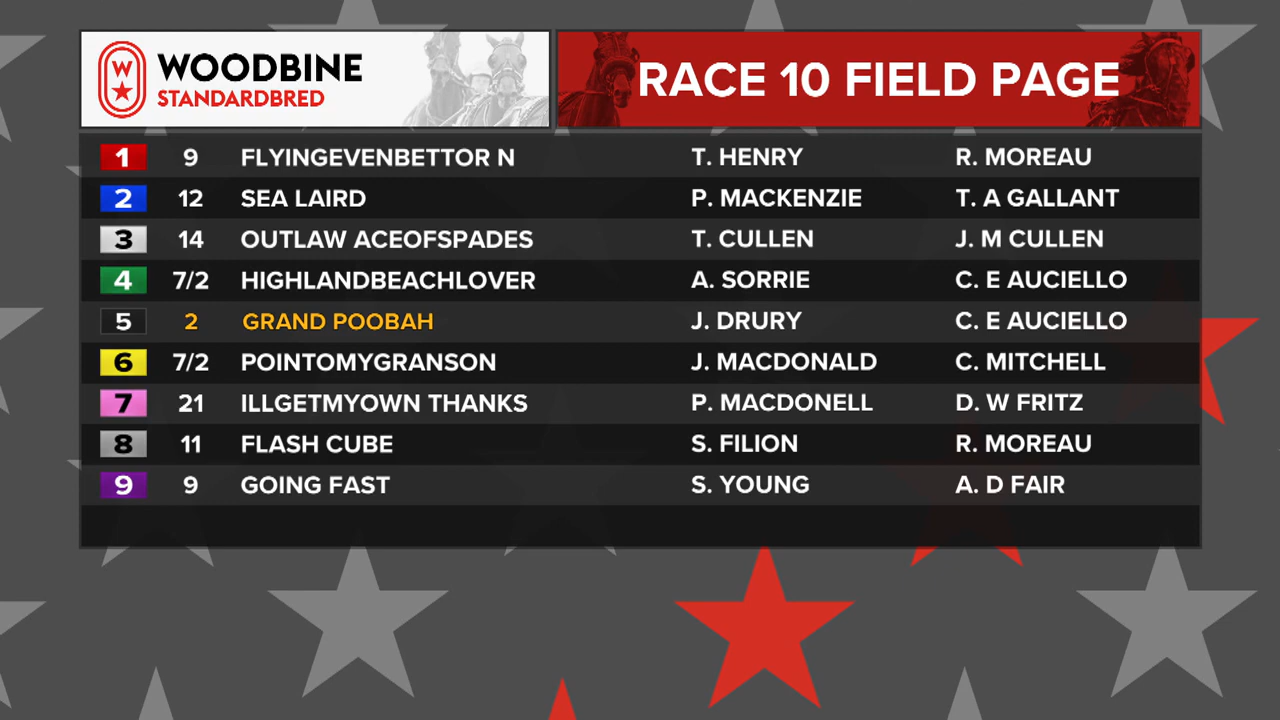 W
WOODBINE
STANDARDBRED
RACE 10 FIELD PAGE
1 9 FLYINGEVENBETTOR N T. HENRY R. MOREAU
2 12 SEA LAIRD P. MACKENZIE T. A GALLANT
3 14 OUTLAW ACEOFSPADES T. CULLEN J. M CULLEN
4 7/2 HIGHLANDBEACHLOVER A. SORRIE C. E AUCIELLO
5 2 GRAND POOBAH J. DRURY C. E AUCIELLO
6 7/2 POINTOMYGRANSON J. MACDONALD C. MITCHELL
7 21 ILLGETMYOWN THANKS P. MACDONELL D. W FRITZ
8 11 FLASH CUBE S. FILION R. MOREAU
9 9 GOING FAST S. YOUNG A. D FAIR